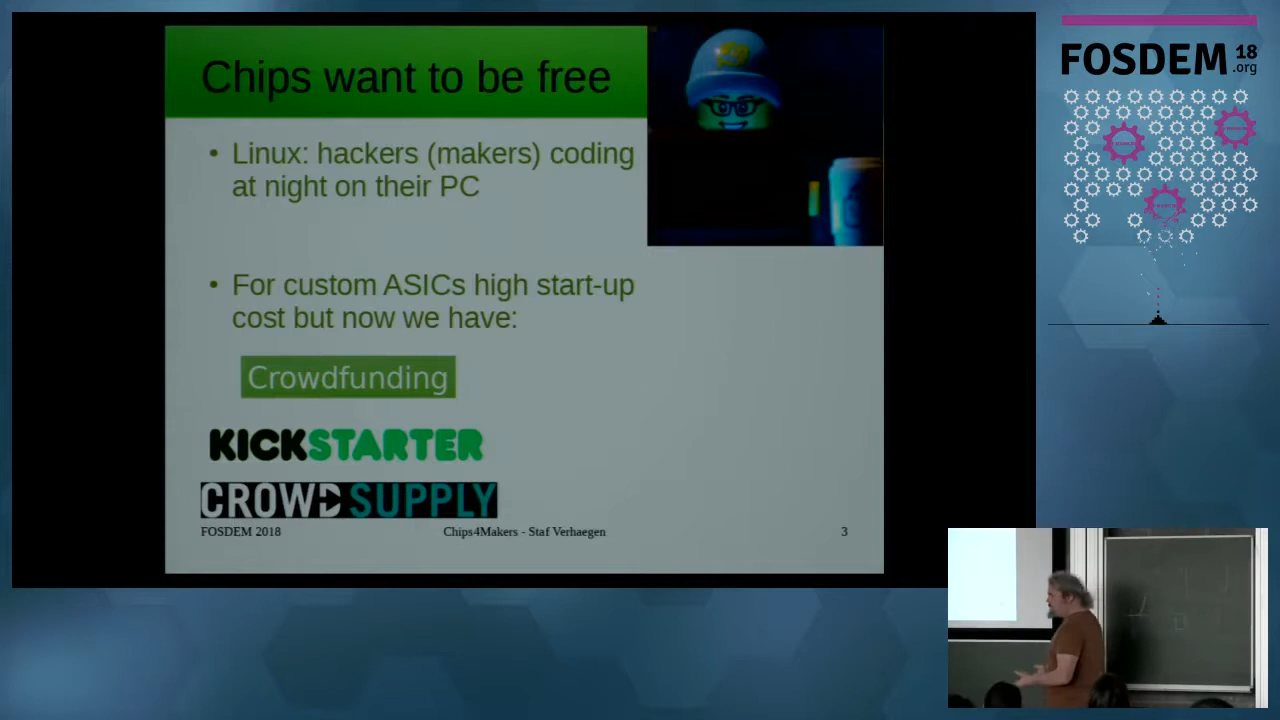 Chips want to be free
• Linux: hackers (makers) coding
at night on their PC
• For custom ASICs high start-up
cost but now we have:
Crowdfunding
KICKSTARTER
CROWD SUPPLY
FOSDEM 2018
Chips4Makers - Staf Verhaegen
3
FOSDEM 18
.org